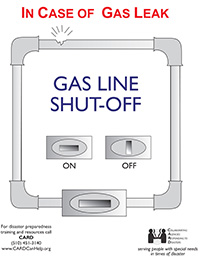 IN CASE OF GAS LEAK
GAS LINE
SHUT-OFF
ON
OFF
For disaster preparedness
training and resources call
CARD
(510) 451-3140
www.CARDCanHelp.org
COLLABORATING
AGENCIES
RESPONDING TO
DISASTERS
serving people with special needs
in times of disaster